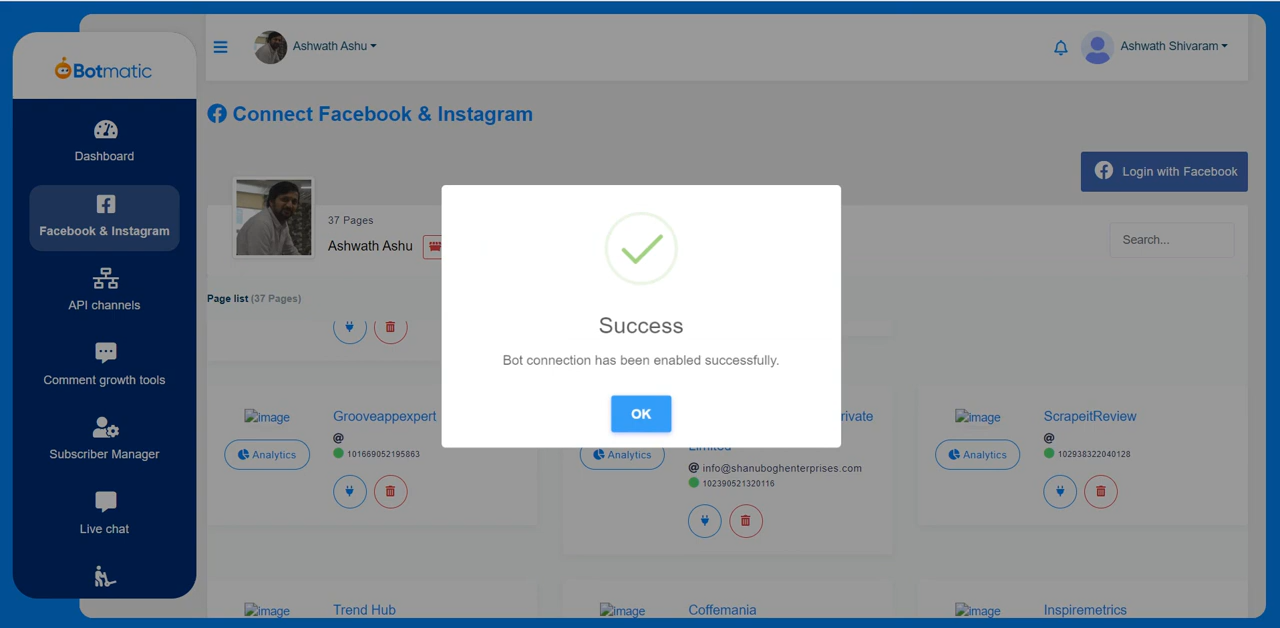 Botmatic
Ashwath Ashu
Ashwath Shivaram
Dashboard
Facebook & Instagram
API channels
Comment growth tools
Subscriber Manager
Live chat
Connect Facebook & Instagram
Login with Facebook
37 Pages
Ashwath Ashu
Search...
Page list (37 Pages)
Success
Bot connection has been enabled successfully.
OK
image
Analytics
Grooveappexpert
@
101669052195863
Analytics
rivate
Limited
@ info@shanuboghenterprises.com
102390521320116
image
Analytics
ScrapeitReview
@
102938322040128
image
Trend Hub
image
Coffemania
image
Inspiremetrics